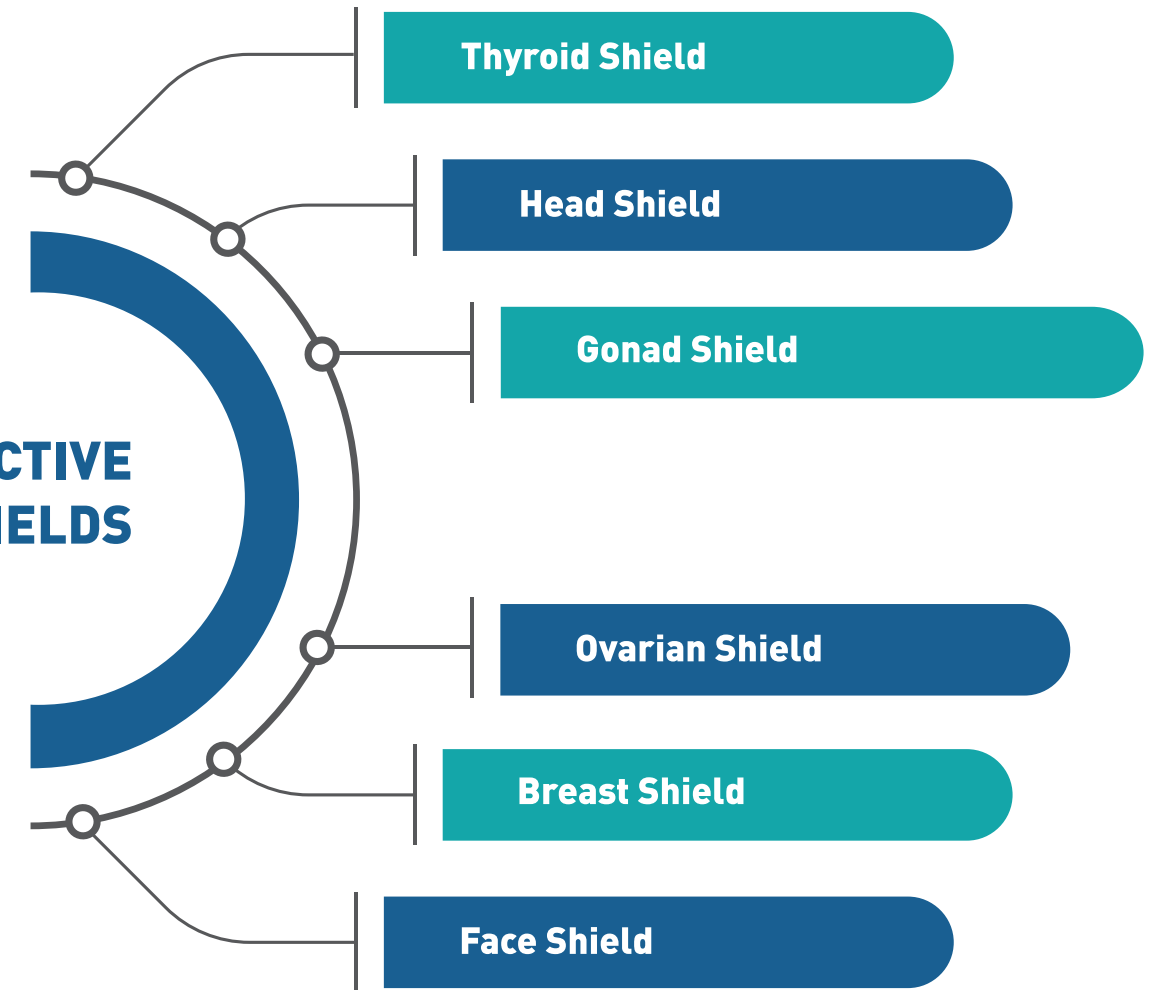 Thyroid Shield
Head Shield
Gonad Shield
CTIVE
IELDS
Ovarian Shield
Breast Shield
Face Shield